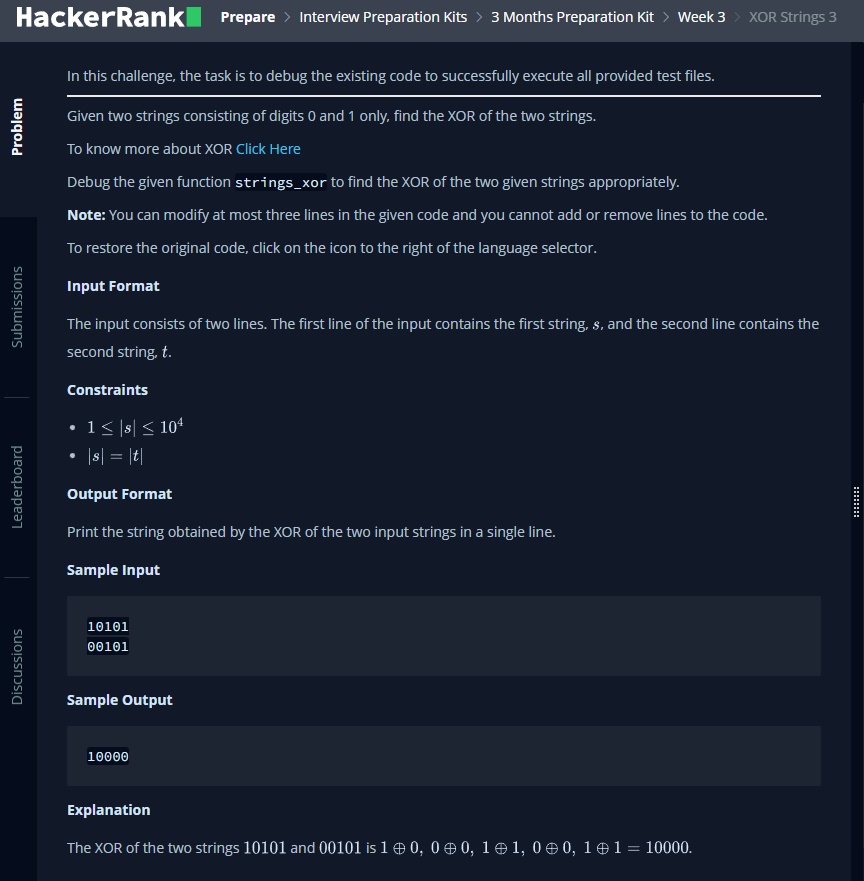 HackerRank Prepare > Interview Preparation Kits > 3 Months Preparation Kit > Week 3 > XOR Strings 3
Problem
Submissions
Leaderboard
Discussions
In this challenge, the task is to debug the existing code to successfully execute all provided test files.
Given two strings consisting of digits 0 and 1 only, find the XOR of the two strings.
To know more about XOR Click Here
Debug the given function strings_xor to find the XOR of the two given strings appropriately.
Note: You can modify at most three lines in the given code and you cannot add or remove lines to the code.
To restore the original code, click on the icon to the right of the language selector.
Input Format
The input consists of two lines. The first line of the input contains the first string, s, and the second line contains the
second string, t.
Constraints
• 1 ≤ |s| ≤ 10⁴
• |s| = |t|
Output Format
Print the string obtained by the XOR of the two input strings in a single line.
Sample Input
10101
00101
Sample Output
10000
Explanation
The XOR of the two strings 10101 and 00101 is 1 ⊕ 0, 0 ⊕ 0, 1 ⊕ 1, 0 ⊕ 0, 1 ⊕ 1 = 10000.